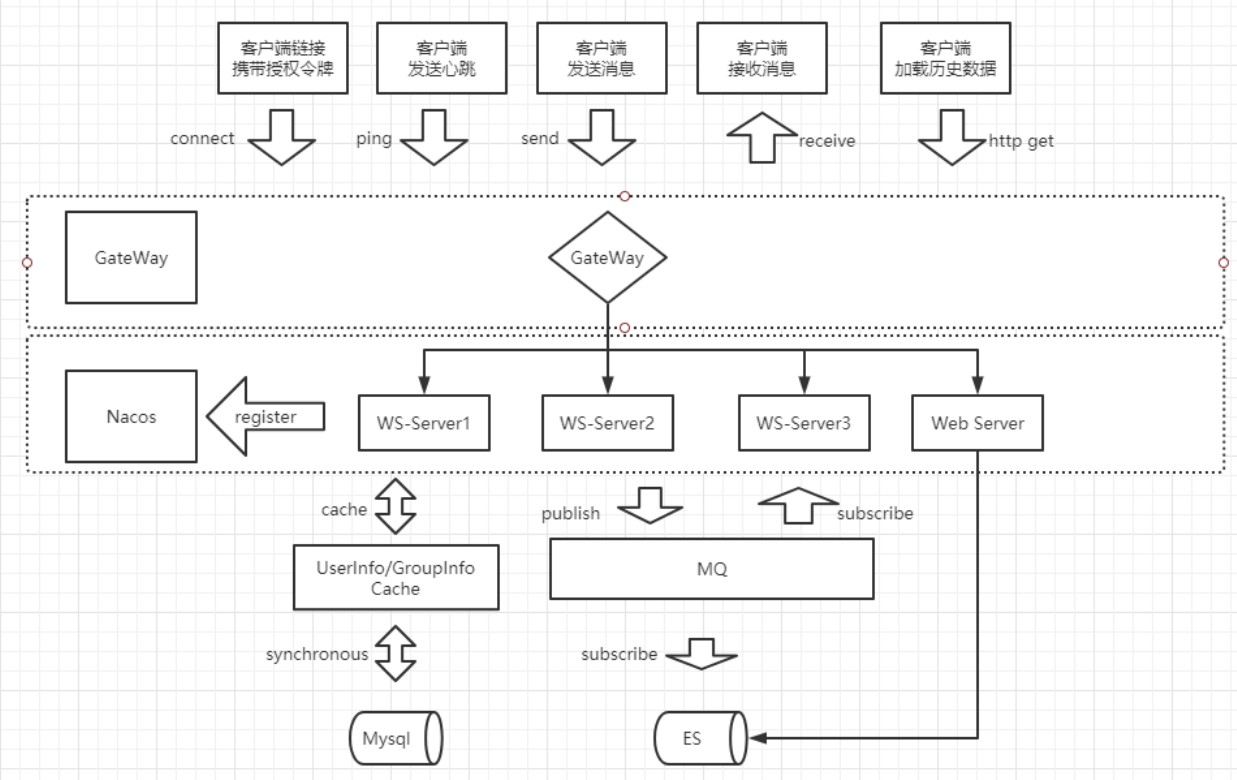 客户端链接
携带授权令牌
客户端
发送心跳
客户端
发送消息
客户端
接收消息
客户端
加载历史数据
connect
ping
send
receive
http get
GateWay
GateWay
Nacos
register
WS-Server1
WS-Server2
WS-Server3
Web Server
cache
publish
subscribe
UserInfo/GroupInfo
Cache
MQ
synchronous
subscribe
Mysql
ES